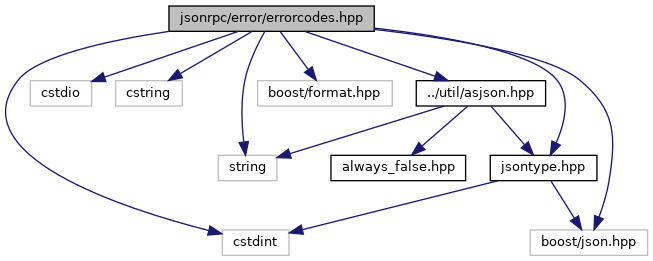 jsonrpc/error/errorcodes.hpp
cstdio
cstring
boost/format.hpp
../util/asjson.hpp
string
always_false.hpp
jsontype.hpp
cstdint
boost/json.hpp